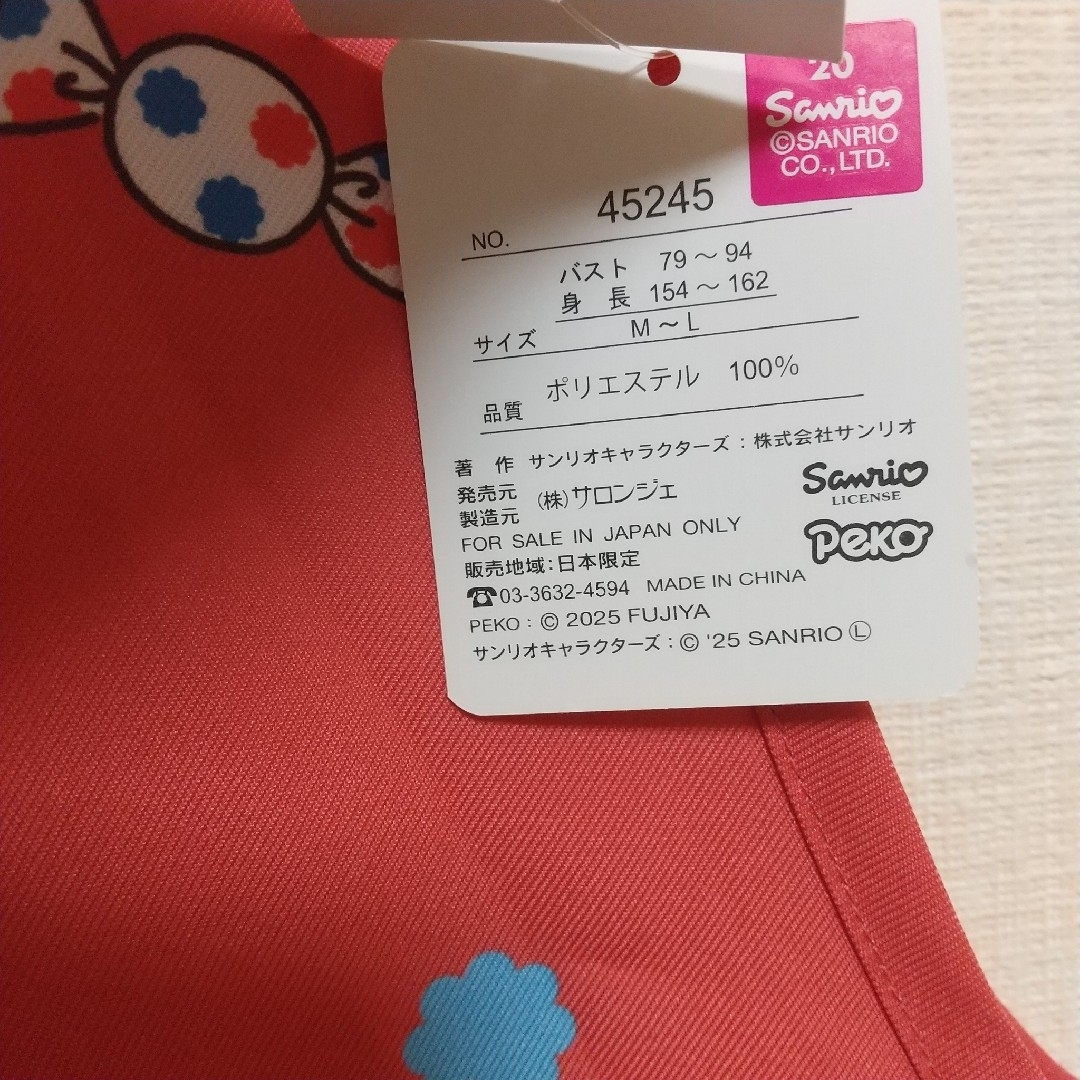 '20
Sanrio
©SANRIO
CO.,LTD.
NO. 45245
バスト 79～94
身 長 154～162
サイズ M～L
品質 ポリエステル 100%
著 作 サンリオキャラクターズ：株式会社サンリオ
発売元
製造元 (株)サロンジェ
Sanrio
LICENSE
FOR SALE IN JAPAN ONLY
Peko
販売地域：日本限定
☎03-3632-4594 MADE IN CHINA
PEKO：© 2025 FUJIYA
サンリオキャラクターズ：© '25 SANRIO Ⓛ